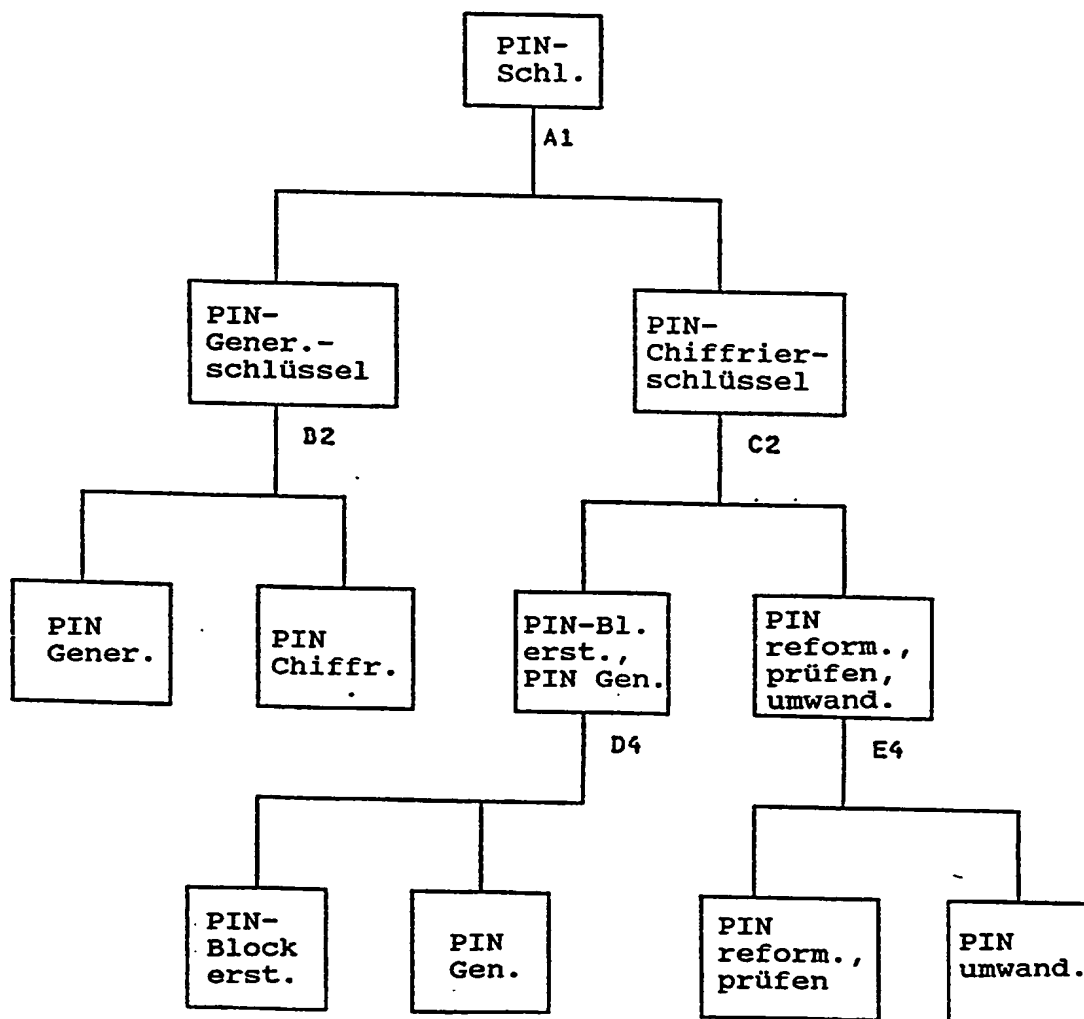 PIN-
Schl.
A1
PIN-
Gener.-
schlüssel
PIN-
Chiffrier-
schlüssel
B2
C2
PIN
Gener.
PIN
Chiffr.
PIN-Bl.
erst.,
PIN Gen.
PIN
reform.,
prüfen,
umwand.
D4
E4
PIN-
Block
erst.
PIN
Gen.
PIN
reform.,
prüfen
PIN
umwand.